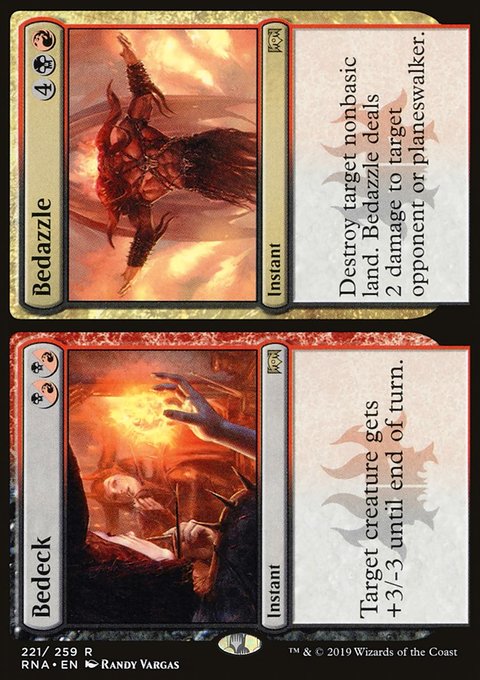 Bedeck
Instant
Target creature gets
+3/-3 until end of turn.
Bedazzle
4
Instant
Destroy target nonbasic
land. Bedazzle deals
2 damage to target
opponent or planeswalker.
221/259 R
RNA • EN Randy Vargas
™ & © 2019 Wizards of the Coast